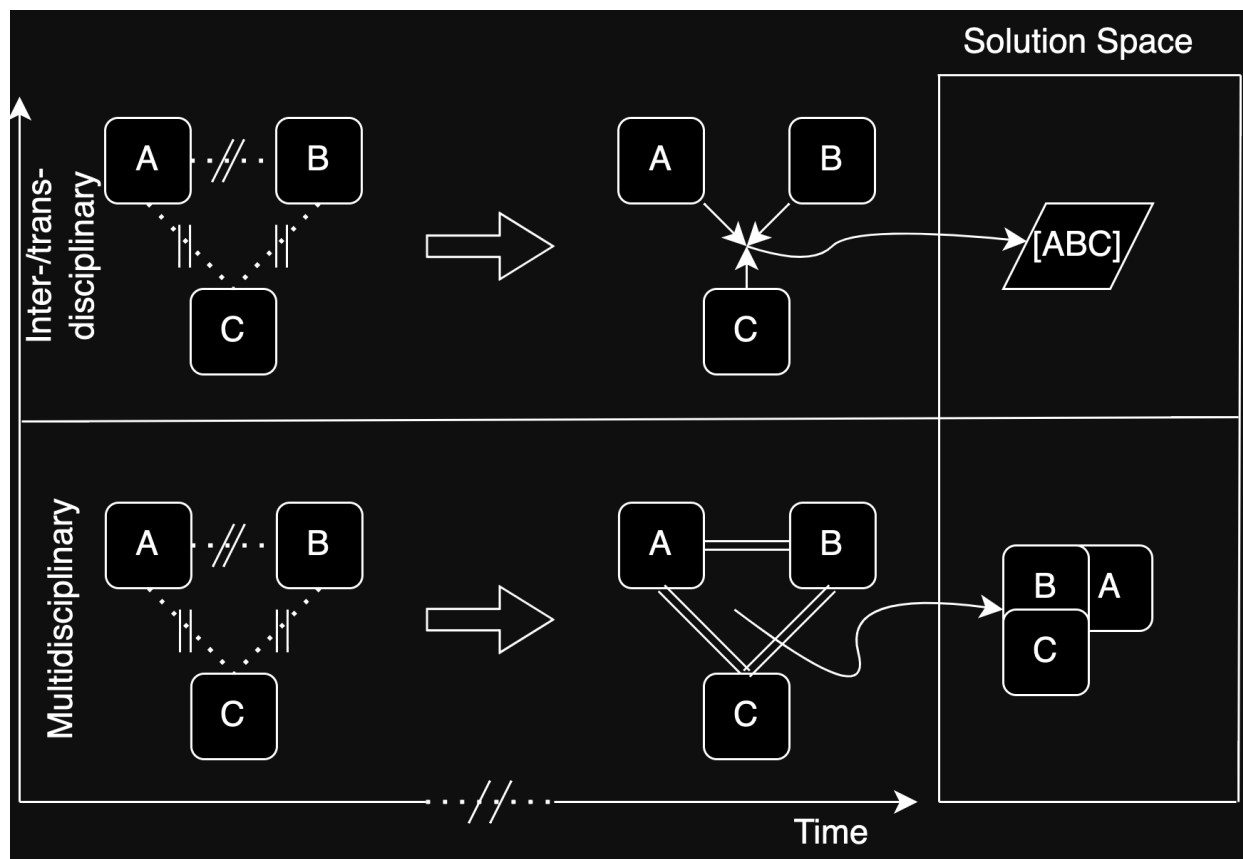 Solution Space
Inter-/trans-
disciplinary
A
B
C
A
B
C
[ABC]
Multidisciplinary
A
B
C
A
B
C
B
A
C
Time